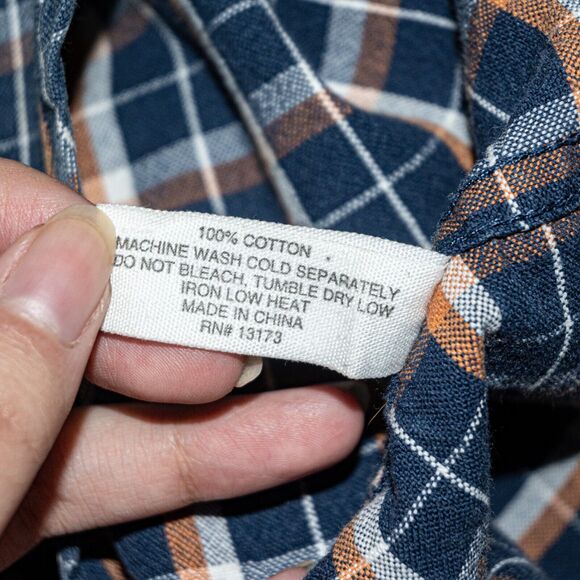 100% COTTON
MACHINE WASH COLD SEPARATELY
DO NOT BLEACH, TUMBLE DRY LOW
IRON LOW HEAT
MADE IN CHINA
RN# 13173